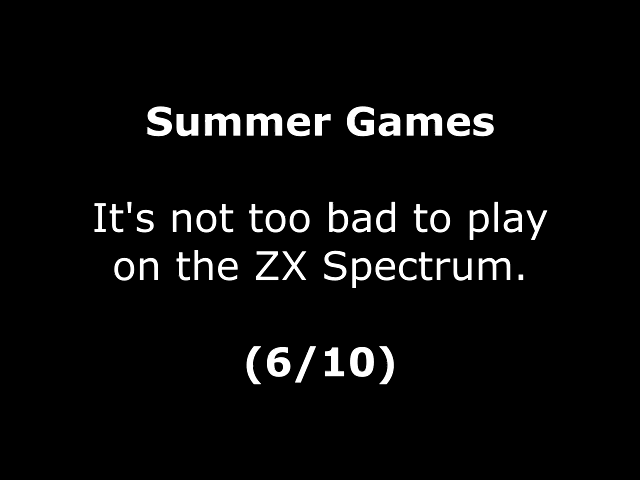 Summer Games
It's not too bad to play
on the ZX Spectrum.
(6/10)